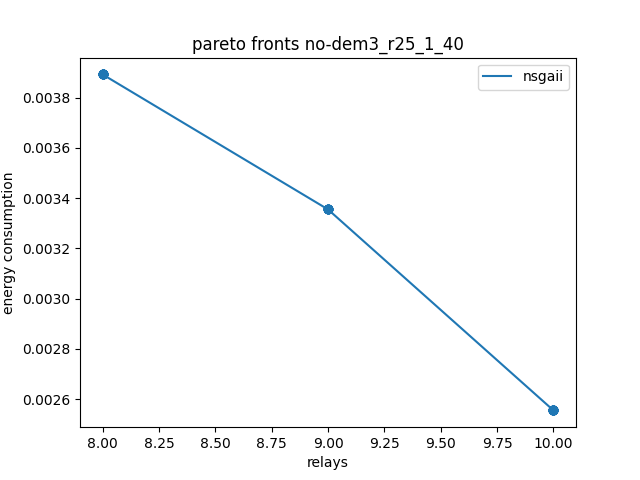 pareto fronts no-dem3_r25_1_40
nsgaii
energy consumption
0.0038
0.0036
0.0034
0.0032
0.0030
0.0028
0.0026
8.00 8.25 8.50 8.75 9.00 9.25 9.50 9.75 10.00
relays